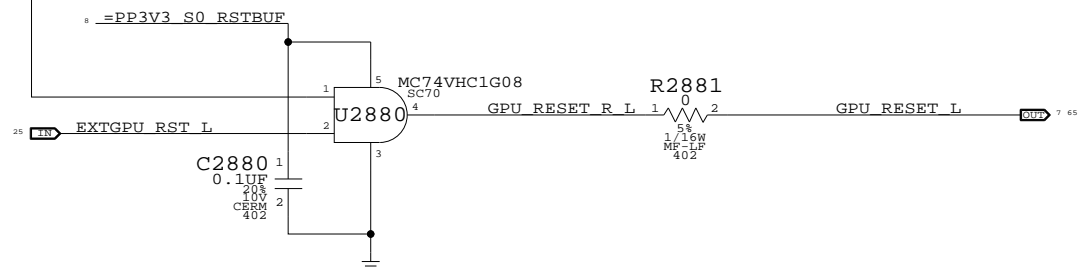 8 =PP3V3_S0_RSTBUF
5 MC74VHC1G08
SC70
1
U2880
4
GPU_RESET_R_L
R2881
0
1 2
5%
1/16W
MF-LF
402
GPU_RESET_L
OUT 7 65
25 IN EXTGPU_RST_L
2
3
C2880 1
0.1UF
20%
10V
CERM
402
2